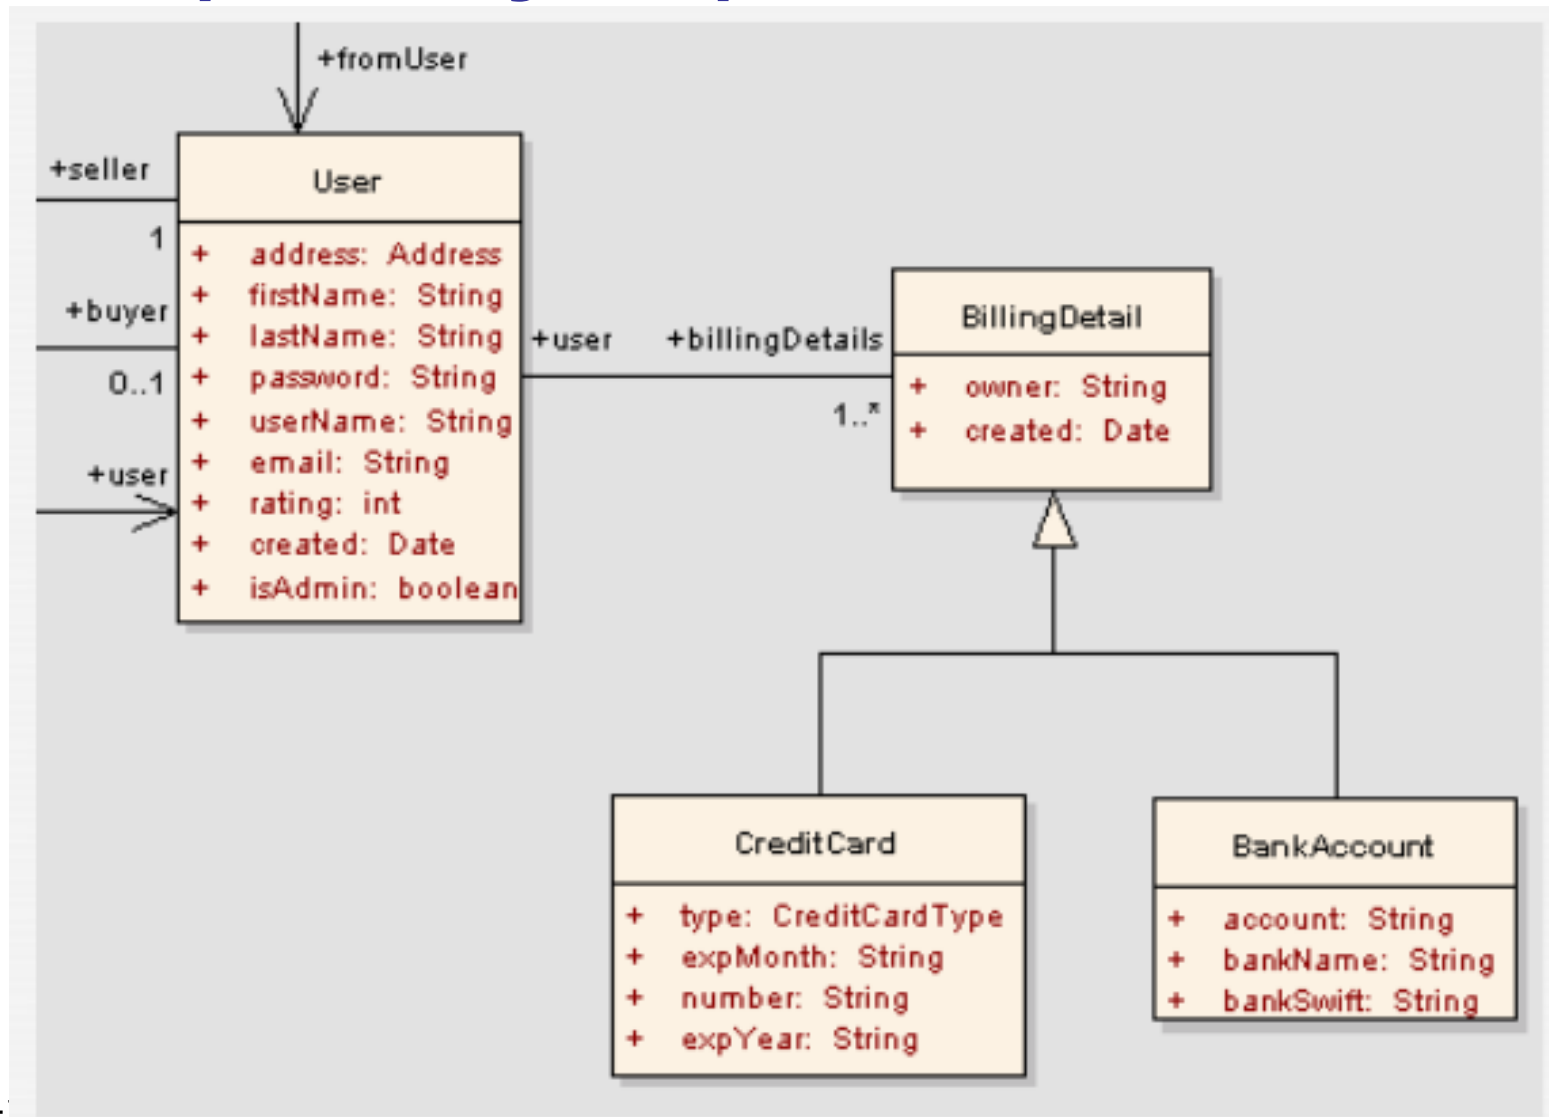 +fromUser
+seller
1
+buyer
0..1
+user
User
+ address: Address
+ firstName: String
+ lastName: String
+ password: String
+ userName: String
+ email: String
+ rating: int
+ created: Date
+ isAdmin: boolean
+user
+billingDetails
1..*
BillingDetail
+ owner: String
+ created: Date
CreditCard
+ type: CreditCardType
+ expMonth: String
+ number: String
+ expYear: String
BankAccount
+ account: String
+ bankName: String
+ bankSwift: String